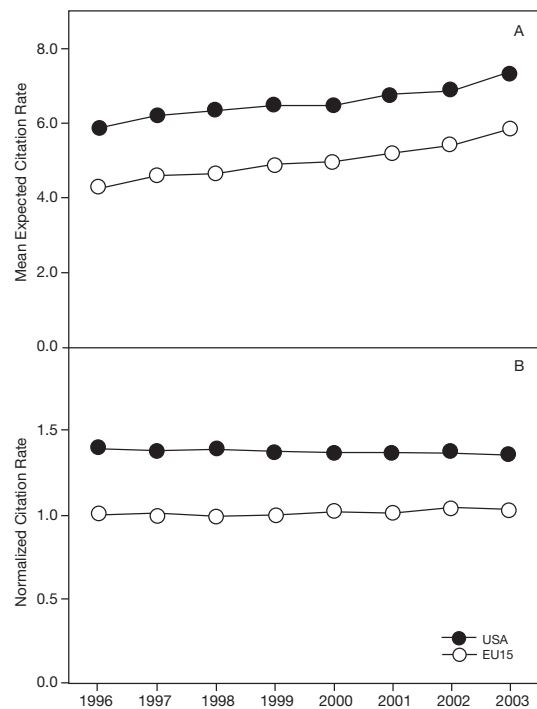 A
8.0
6.0
4.0
2.0
0.0
Mean Expected Citation Rate
B
1.5
1.0
0.5
0.0
Normalized Citation Rate
USA
EU15
1996 1997 1998 1999 2000 2001 2002 2003